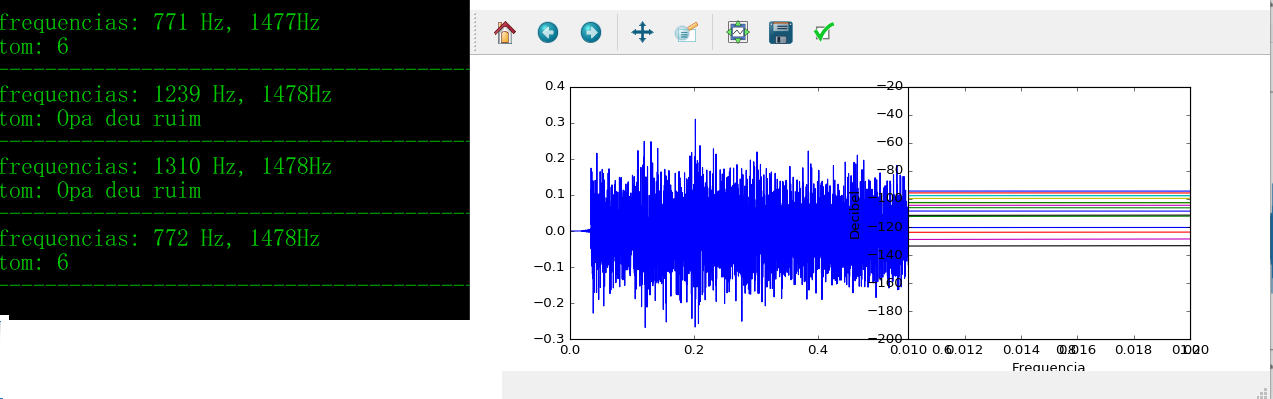 frequencias: 771 Hz, 1477Hz
tom: 6
------------------------------------------
frequencias: 1239 Hz, 1478Hz
tom: Opa deu ruim
------------------------------------------
frequencias: 1310 Hz, 1478Hz
tom: Opa deu ruim
------------------------------------------
frequencias: 772 Hz, 1478Hz
tom: 6
------------------------------------------
0.4
0.3
0.2
0.1
0.0
−0.1
−0.2
−0.3
0.0 0.2 0.4 0.6 0.8 1.0
Decibel
−20
−40
−60
−80
−100
−120
−140
−160
−180
−200
0.010 0.012 0.014 0.016 0.018 0.020
Frequencia